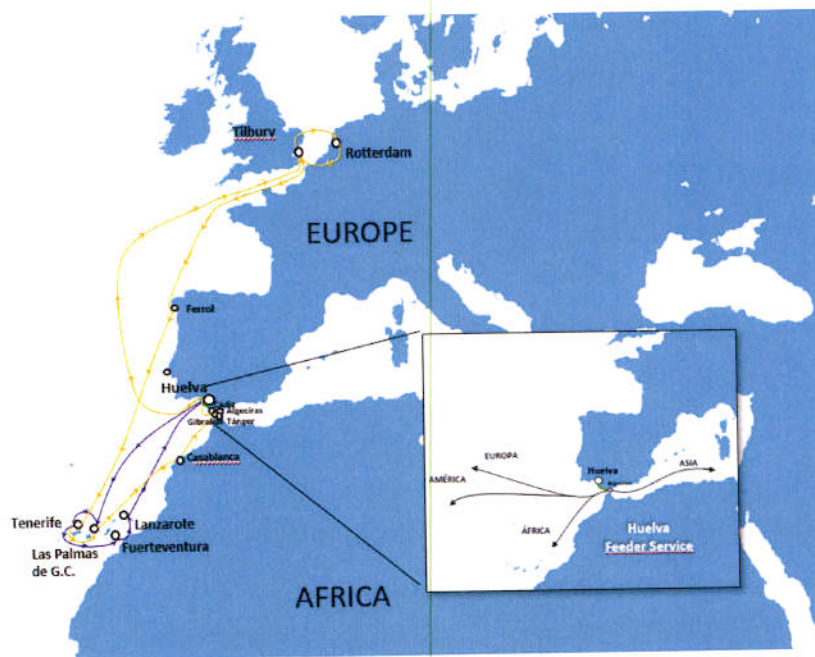 Tilbury
Rotterdam
EUROPE
Ferrol
Huelva
Algeciras
Tánger
Casablanca
Tenerife
Lanzarote
Fuerteventura
Las Palmas
de G.C.
AFRICA
EUROPA
Huelva
ASIA
AMÉRICA
ÁFRICA
Huelva
Feeder Service